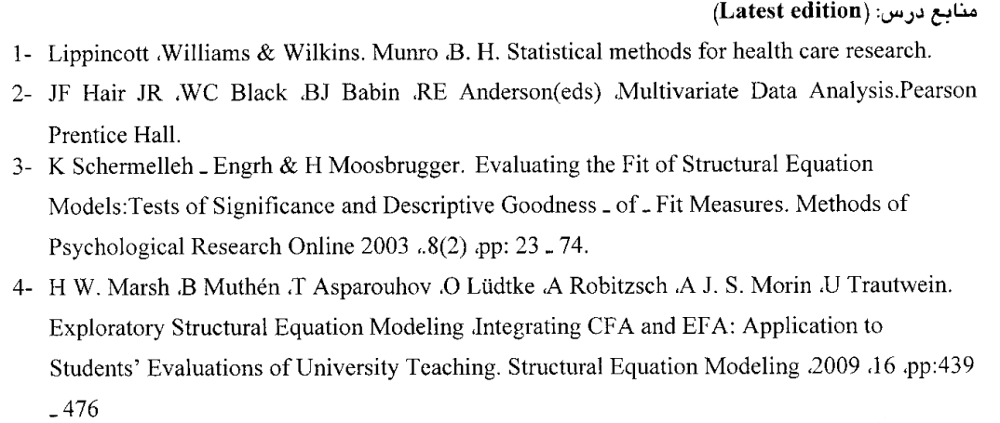 منابع درس: (Latest edition)
1- Lippincott ،Williams & Wilkins. Munro ،B. H. Statistical methods for health care research.
2- JF Hair JR ،WC Black ،BJ Babin ،RE Anderson(eds) ،Multivariate Data Analysis.Pearson
Prentice Hall.
3- K Schermelleh _ Engrh & H Moosbrugger. Evaluating the Fit of Structural Equation
Models:Tests of Significance and Descriptive Goodness _ of _ Fit Measures. Methods of
Psychological Research Online 2003 ،.8(2) ،pp: 23 _ 74.
4- H W. Marsh ،B Muthén ،T Asparouhov ،O Lüdtke ،A Robitzsch ،A J. S. Morin ،U Trautwein.
Exploratory Structural Equation Modeling ،Integrating CFA and EFA: Application to
Students’ Evaluations of University Teaching. Structural Equation Modeling ،2009 ،16 ،pp:439
_ 476